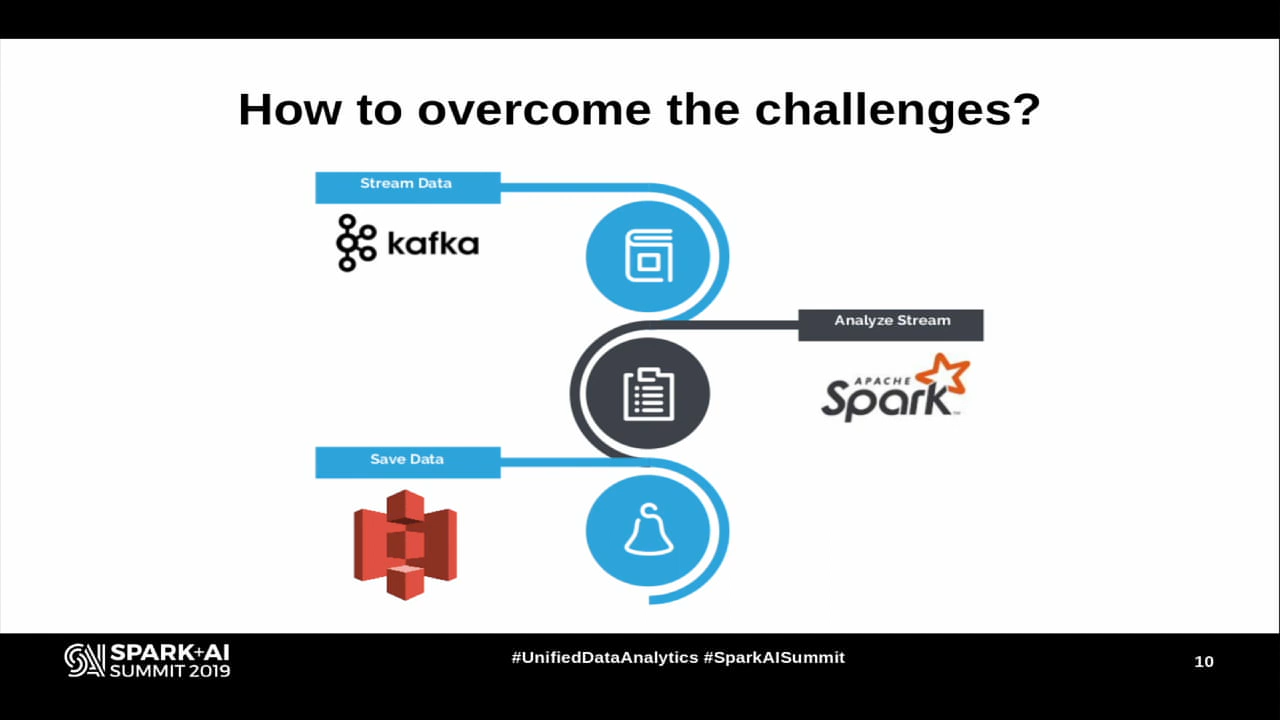 How to overcome the challenges?
Stream Data
kafka
Analyze Stream
APACHE
Spark™
Save Data
SPARK+AI
SUMMIT 2019
#UnifiedDataAnalytics #SparkAISummit
10